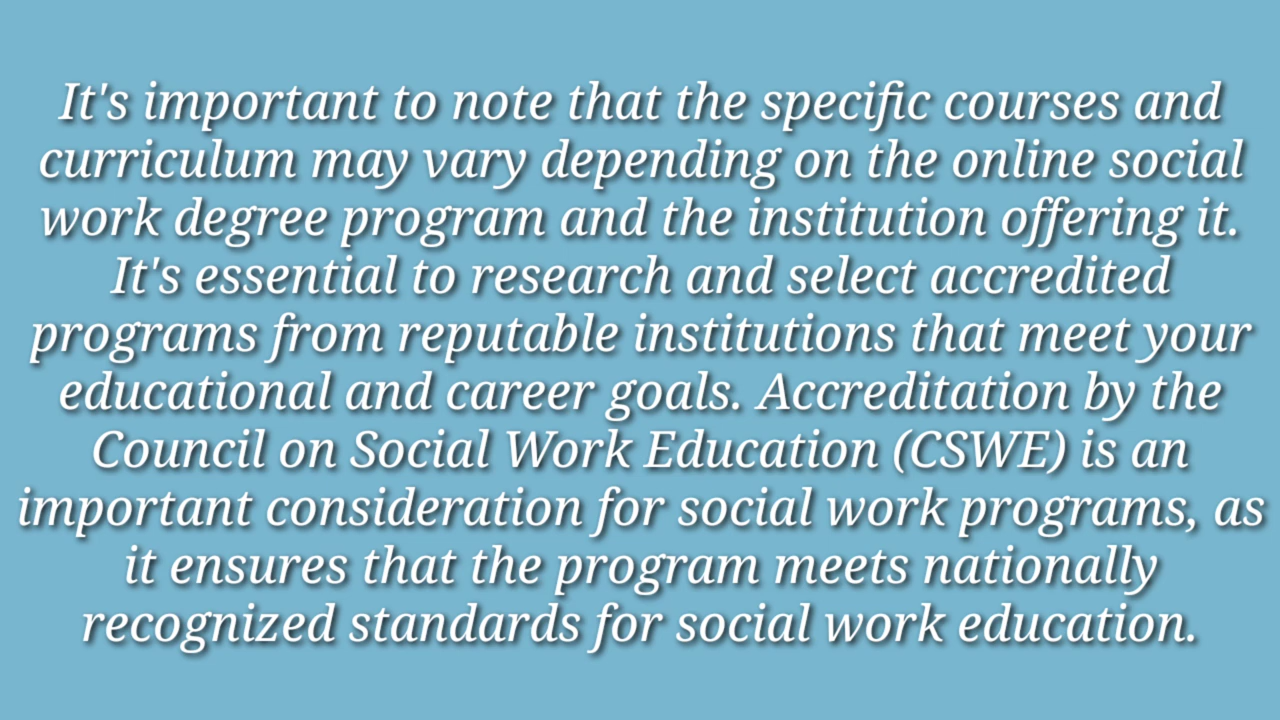 It's important to note that the specific courses and
curriculum may vary depending on the online social
work degree program and the institution offering it.
It's essential to research and select accredited
programs from reputable institutions that meet your
educational and career goals. Accreditation by the
Council on Social Work Education (CSWE) is an
important consideration for social work programs, as
it ensures that the program meets nationally
recognized standards for social work education.